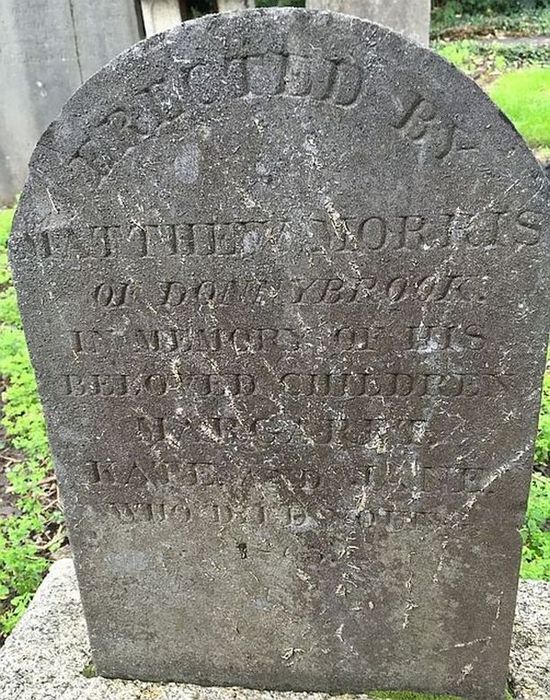 ERECTED BY
MATTHEW MORRIS
OF DONNYBROOK.
IN MEMORY OF HIS
BELOVED CHILDREN
MARGARET,
KATE AND JANE,
WHO DIED YOUNG